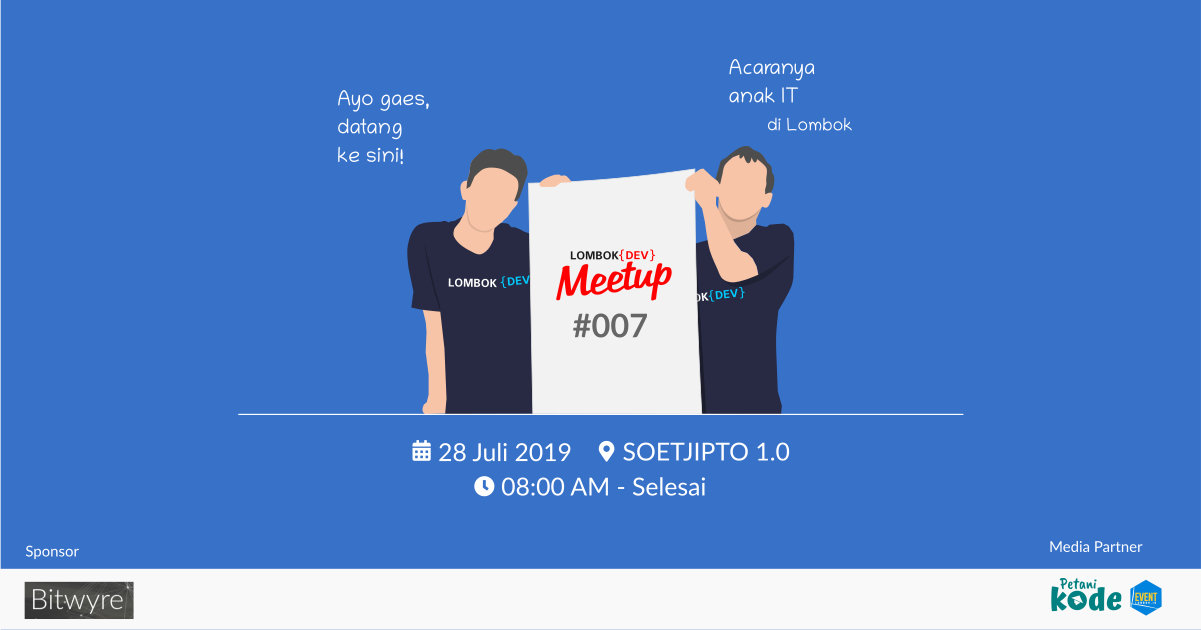 Ayo gaes,
datang
ke sini!
Acaranya
anak IT
di Lombok
LOMBOK {DEV
LOMBOK{DEV}
Meetup
#007
OK{DEV}
28 Juli 2019 SOETJIPTO 1.0
08:00 AM - Selesai
Sponsor
Media Partner
Bitwyre
Petani
kode
EVENT